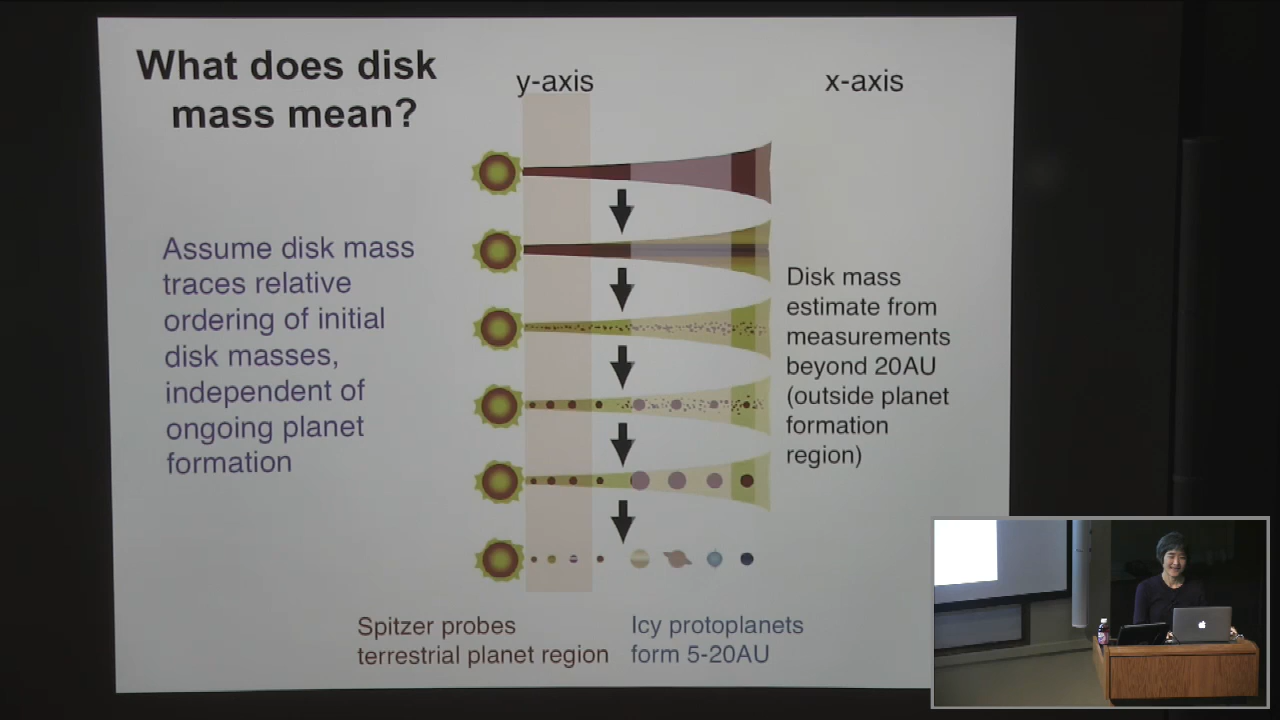 What does disk
mass mean?
y-axis
x-axis
Assume disk mass
traces relative
ordering of initial
disk masses,
independent of
ongoing planet
formation
Disk mass
estimate from
measurements
beyond 20AU
(outside planet
formation
region)
Spitzer probes
terrestrial planet region
Icy protoplanets
form 5-20AU